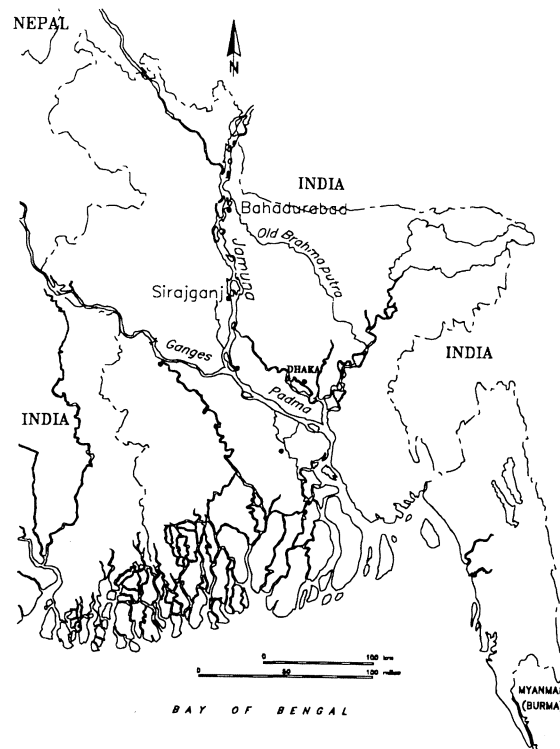 NEPAL
N
INDIA
Bahadurabad
Old Brahmaputra
Jamuna
Sirajganj
INDIA
Ganges
DHAKA
Padma
INDIA
0 100 km
0 50 100 miles
MYANMA
(BURMA
BAY OF BENGAL